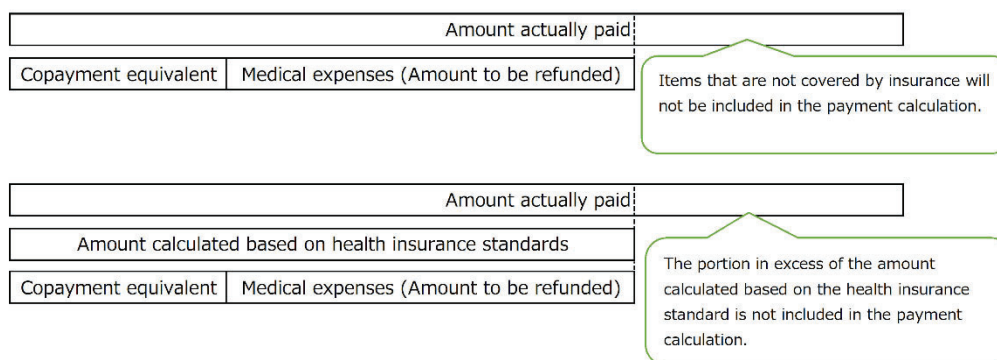 Amount actually paid
Copayment equivalent
Medical expenses (Amount to be refunded)
Items that are not covered by insurance will
not be included in the payment calculation.
Amount actually paid
Amount calculated based on health insurance standards
Copayment equivalent
Medical expenses (Amount to be refunded)
The portion in excess of the amount
calculated based on the health insurance
standard is not included in the payment
calculation.